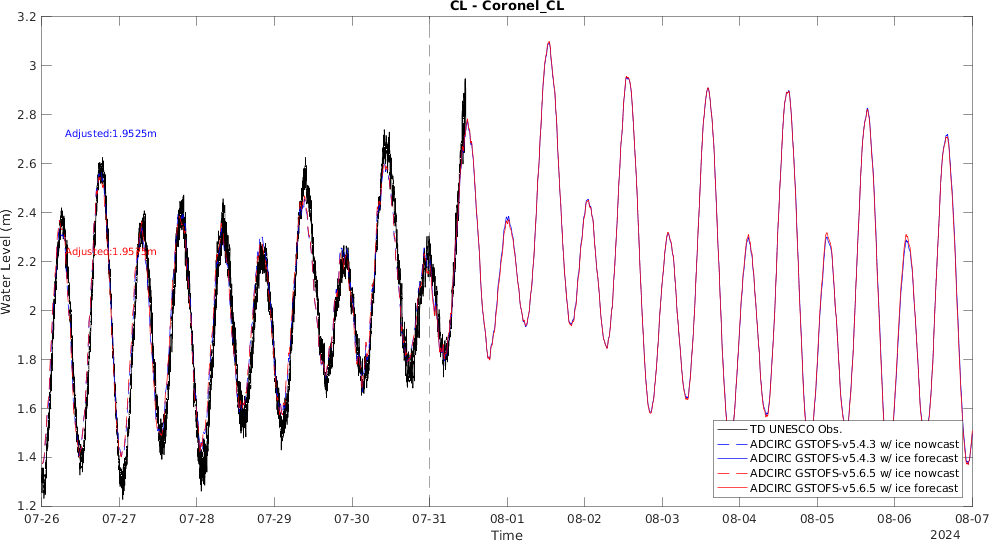 CL - Coronel_CL
3.2
3
2.8
2.6
2.4
2.2
2
1.8
1.6
1.4
1.2
Water Level (m)
Adjusted:1.9525m
TD UNESCO Obs.
ADCIRC GSTOFS-v5.4.3 w/ ice nowcast
ADCIRC GSTOFS-v5.4.3 w/ ice forecast
ADCIRC GSTOFS-v5.6.5 w/ ice nowcast
ADCIRC GSTOFS-v5.6.5 w/ ice forecast
07-26 07-27 07-28 07-29 07-30 07-31 08-01 08-02 08-03 08-04 08-05 08-06 08-07
Time
2024